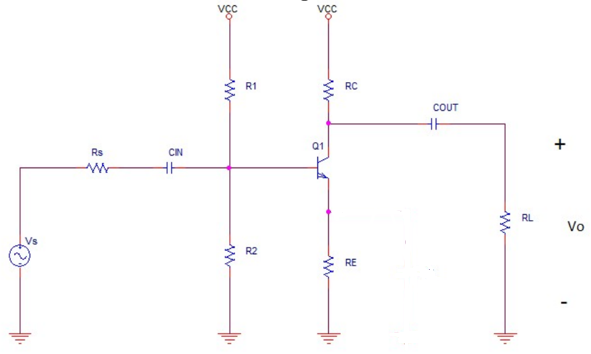 VCC VCC
R1 RC
COUT
Q1 +
Rs CIN
RL Vo
Vs R2
RE
-